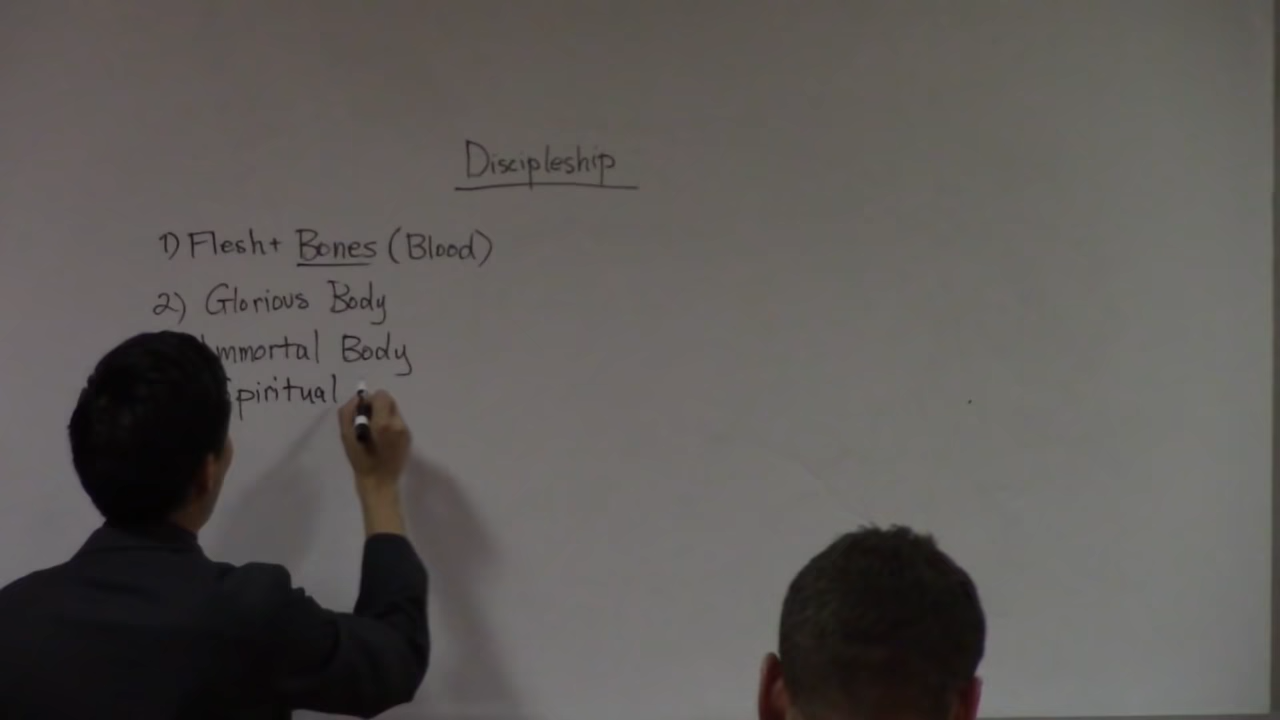 Discipleship
1) Flesh + Bones (Blood)
2) Glorious Body
Immortal Body
Spiritual